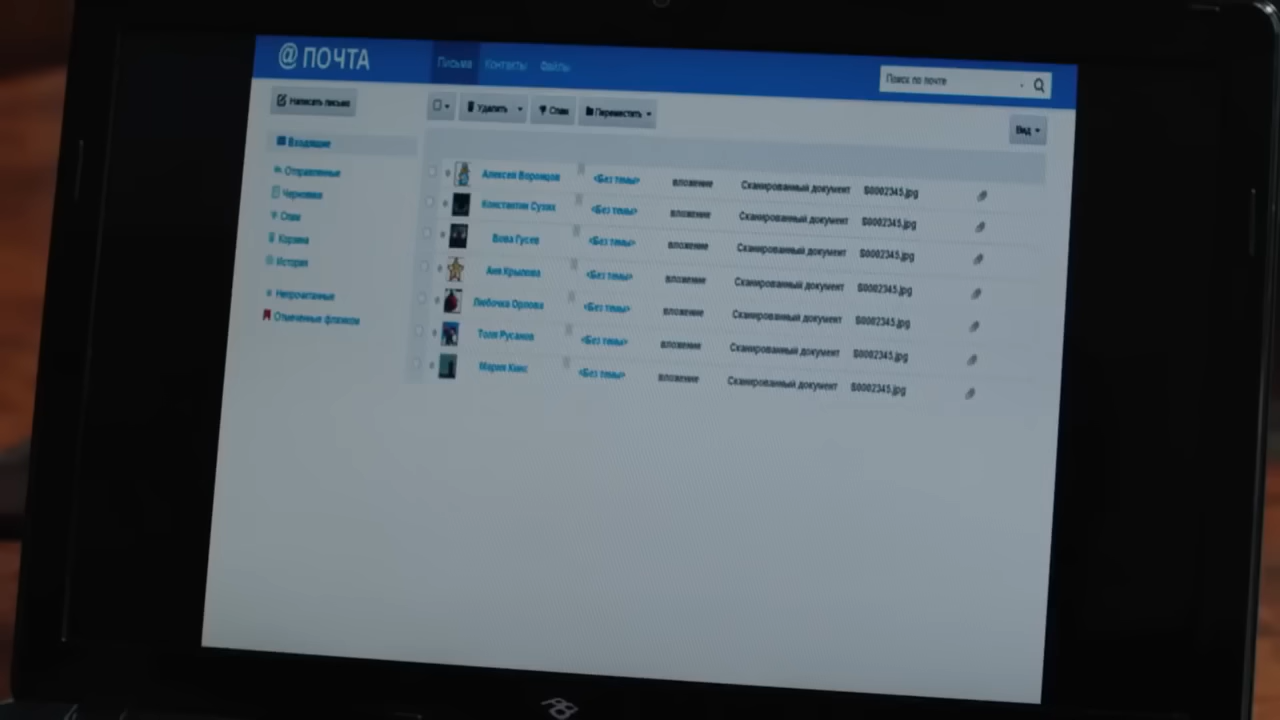 @ ПОЧТА Письма Контакты Файлы Поиск по почте
Написать письмо Удалить Спам Переместить Вид
Входящие
Отправленные
Черновики
Спам
Корзина
История
Непрочитанные
Отмеченные флажком
Алексей Воронцов <Без темы> вложение Сканированный документ S0002345.jpg
Константин Сухих <Без темы> вложение Сканированный документ S0002345.jpg
Вова Гусев <Без темы> вложение Сканированный документ S0002345.jpg
Аня Крылова <Без темы> вложение Сканированный документ S0002345.jpg
Любочка Орлова <Без темы> вложение Сканированный документ S0002345.jpg
Толя Русанов <Без темы> вложение Сканированный документ S0002345.jpg
Мария <Без темы> вложение Сканированный документ S0002345.jpg